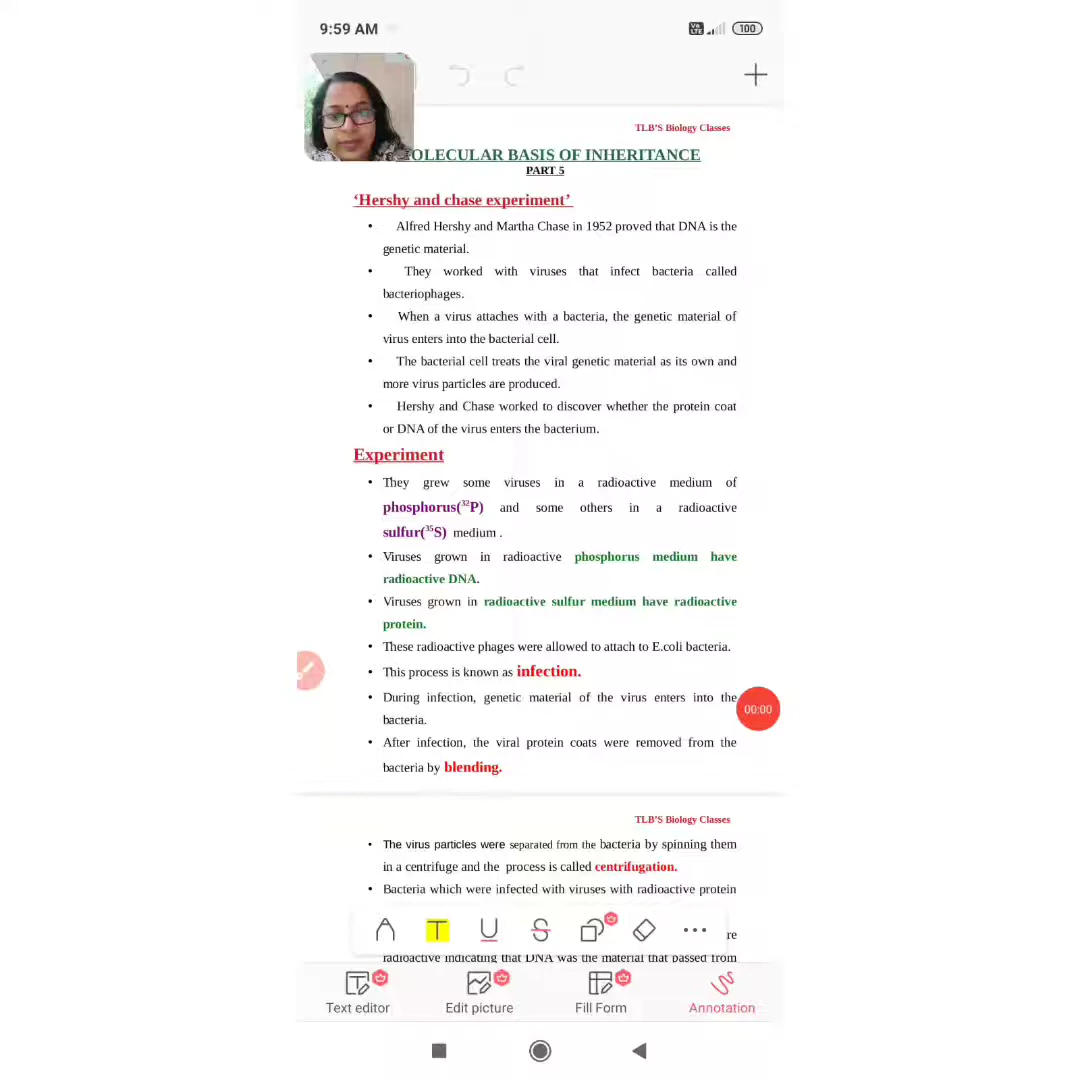 9:59 AM
Vo LTE 100
TLB'S Biology Classes
OLECULAR BASIS OF INHERITANCE
PART 5
'Hershy and chase experiment'
• Alfred Hershy and Martha Chase in 1952 proved that DNA is the
genetic material.
• They worked with viruses that infect bacteria called
bacteriophages.
• When a virus attaches with a bacteria, the genetic material of
virus enters into the bacterial cell.
• The bacterial cell treats the viral genetic material as its own and
more virus particles are produced.
• Hershy and Chase worked to discover whether the protein coat
or DNA of the virus enters the bacterium.
Experiment
• They grew some viruses in a radioactive medium of
phosphorus(³²P) and some others in a radioactive
sulfur(³⁵S) medium .
• Viruses grown in radioactive phosphorus medium have
radioactive DNA.
• Viruses grown in radioactive sulfur medium have radioactive
protein.
• These radioactive phages were allowed to attach to E.coli bacteria.
• This process is known as infection.
• During infection, genetic material of the virus enters into the
bacteria.
00:00
• After infection, the viral protein coats were removed from the
bacteria by blending.
TLB'S Biology Classes
• The virus particles were separated from the bacteria by spinning them
in a centrifuge and the process is called centrifugation.
• Bacteria which were infected with viruses with radioactive protein
re
radioactive indicating that DNA was the material that passed from
Text editor Edit picture Fill Form Annotation